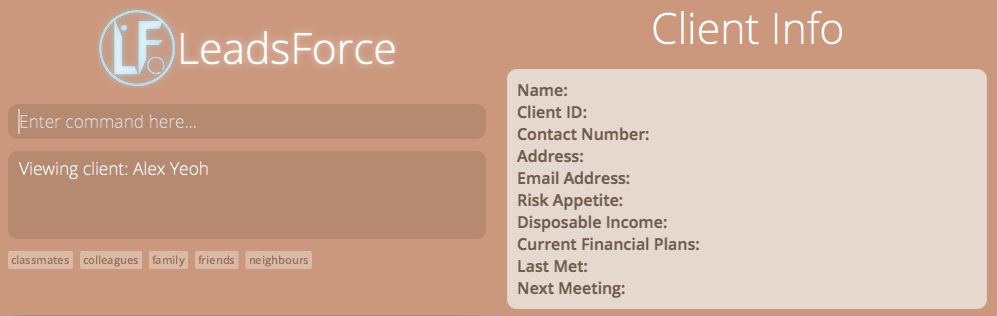 LF LeadsForce
Enter command here...
Viewing client: Alex Yeoh
classmates colleagues family friends neighbours
Client Info
Name:
Client ID:
Contact Number:
Address:
Email Address:
Risk Appetite:
Disposable Income:
Current Financial Plans:
Last Met:
Next Meeting: